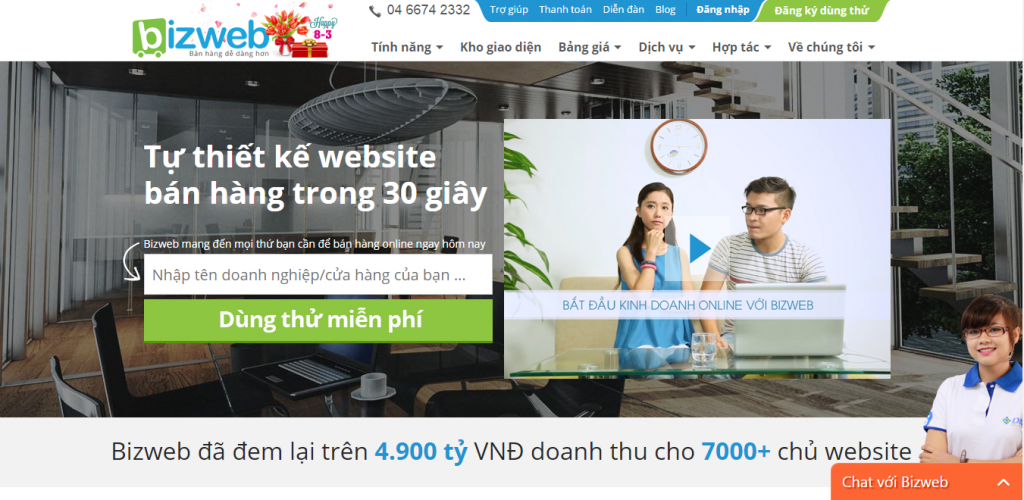 bizweb
Bán hàng dễ dàng hơn
Happy
8-3
04 6674 2332
Trợ giúp Thanh toán Diễn đàn Blog Đăng nhập Đăng ký dùng thử
Tính năng Kho giao diện Bảng giá Dịch vụ Hợp tác Về chúng tôi
Tự thiết kế website
bán hàng trong 30 giây
Bizweb mang đến mọi thứ bạn cần để bán hàng online ngay hôm nay
Nhập tên doanh nghiệp/cửa hàng của bạn ...
Dùng thử miễn phí
BẮT ĐẦU KINH DOANH ONLINE VỚI BIZWEB
Bizweb đã đem lại trên 4.900 tỷ VNĐ doanh thu cho 7000+ chủ website
Chat với Bizweb